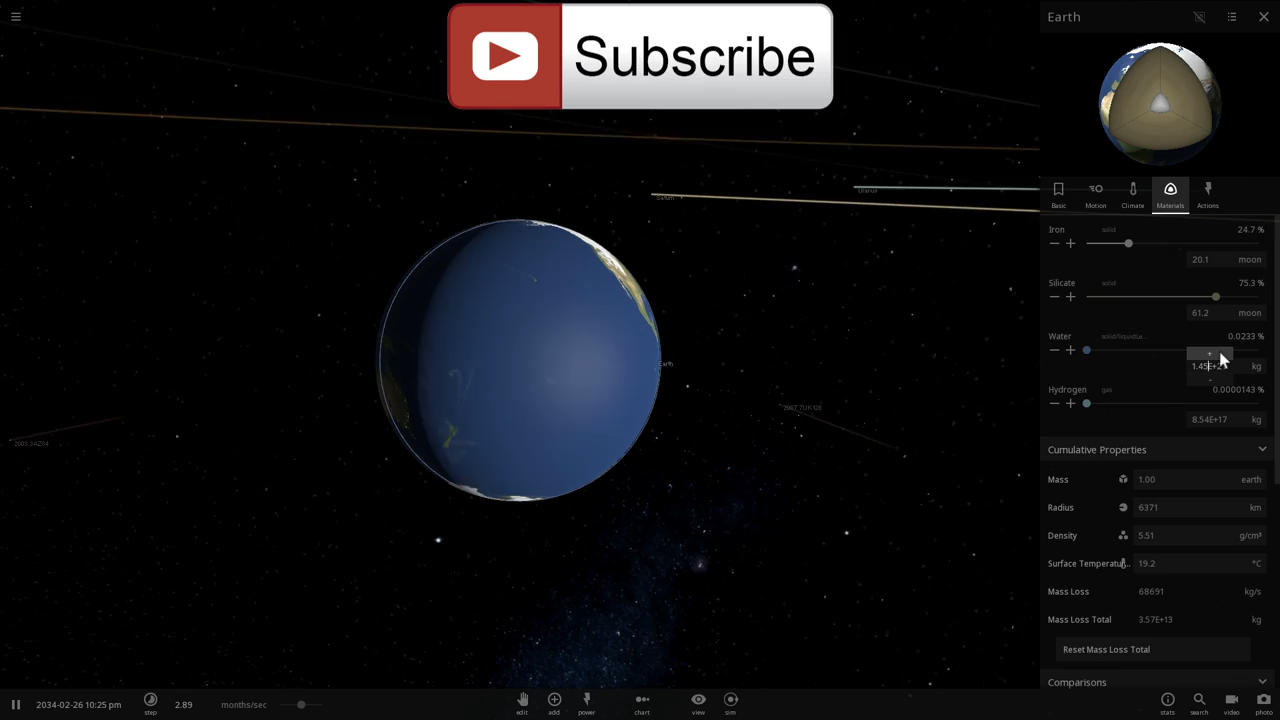 Subscribe
Earth
Basic
Motion
Climate
Materials
Actions
Iron solid 24.7 %
20.1 moon
Silicate solid 75.3 %
61.2 moon
Water 0.0233 %
+
kg
-
Hydrogen gas 0.0000143 %
8.54E+17 kg
Cumulative Properties
Mass 1.00 earth
Radius 6371 km
Density 5.51 g/cm³
Surface Temperatu... 19.2 °C
Mass Loss 68691 kg/s
Mass Loss Total 3.57E+13 kg
Reset Mass Loss Total
Comparisons
Saturn
Uranus
Earth
2034-02-26 10:25 pm
step
2.89 months/sec
edit
add
power
chart
view
sim
stats
search
video
photo